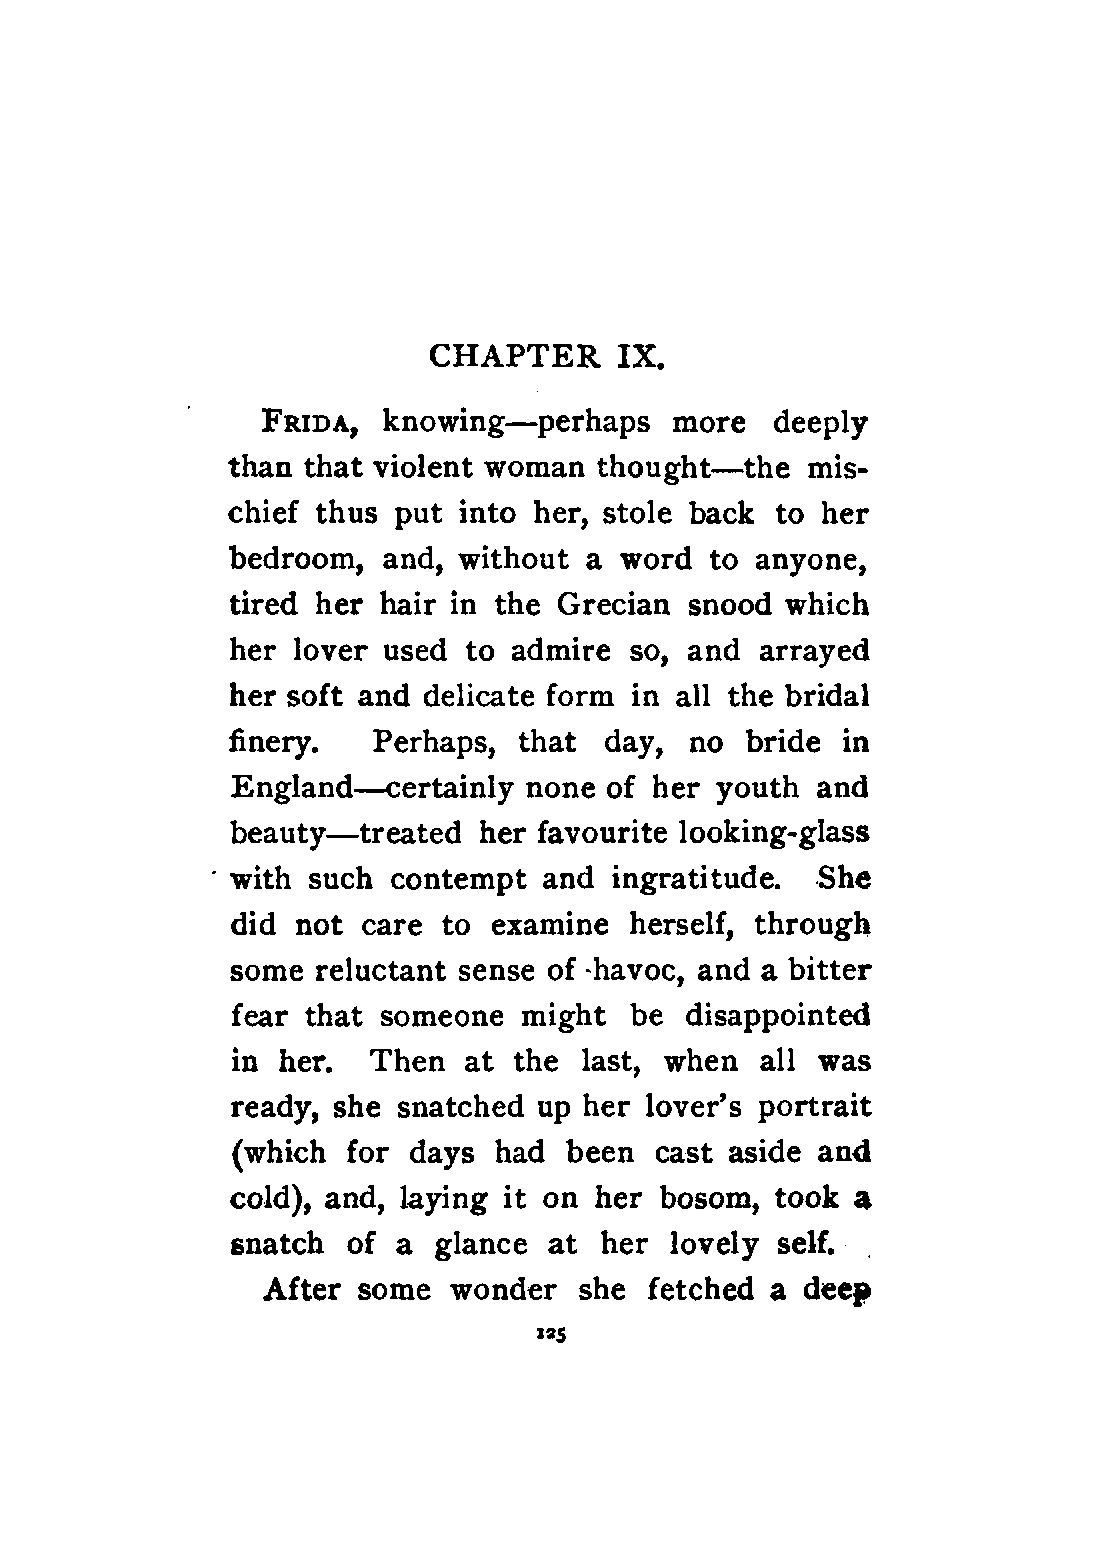 CHAPTER IX.
FRIDA, knowing—perhaps more deeply
than that violent woman thought—the mis-
chief thus put into her, stole back to her
bedroom, and, without a word to anyone,
tired her hair in the Grecian snood which
her lover used to admire so, and arrayed
her soft and delicate form in all the bridal
finery. Perhaps, that day, no bride in
England—certainly none of her youth and
beauty—treated her favourite looking-glass
with such contempt and ingratitude. She
did not care to examine herself, through
some reluctant sense of havoc, and a bitter
fear that someone might be disappointed
in her. Then at the last, when all was
ready, she snatched up her lover's portrait
(which for days had been cast aside and
cold), and, laying it on her bosom, took a
snatch of a glance at her lovely self.
After some wonder she fetched a deep
125